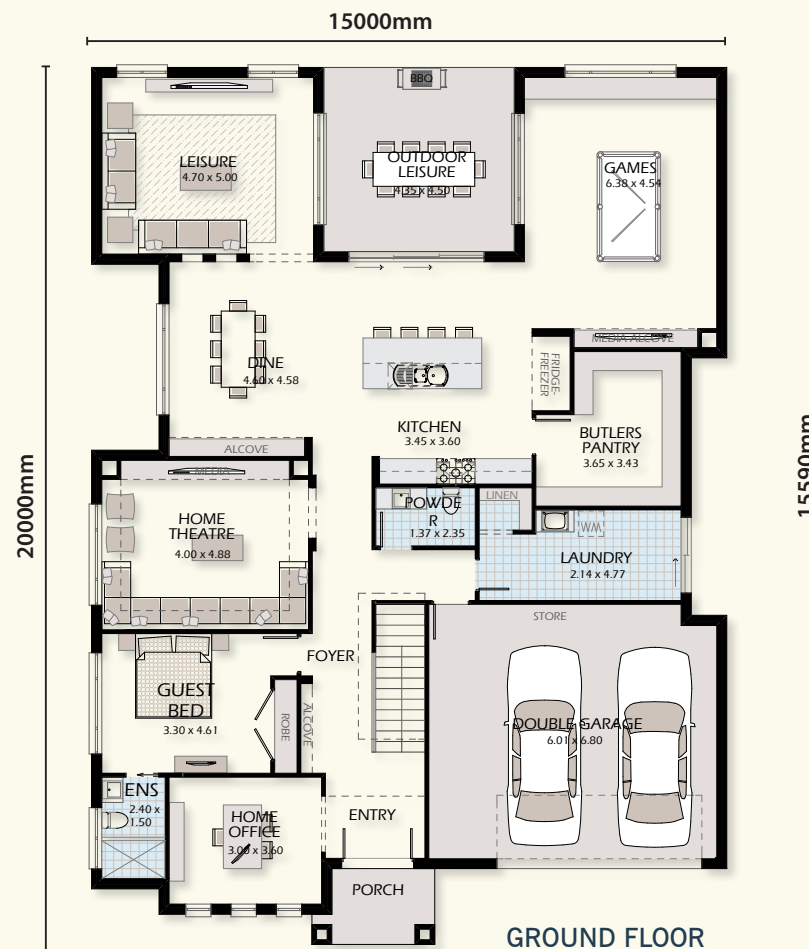 15000mm
BBQ
LEISURE
4.70 x 5.00
OUTDOOR
LEISURE
4.35 x 4.50
GAMES
6.38 x 4.54
MEDIA ALCOVE
DINE
4.60 x 4.58
FRIDGE-
FREEZER
KITCHEN
3.45 x 3.60
BUTLERS
PANTRY
3.65 x 3.43
ALCOVE
MEDIA
20000mm
15590mm
HOME
THEATRE
4.00 x 4.88
POWDE
R
1.37 x 2.35
LINEN
WM
LAUNDRY
2.14 x 4.77
STORE
FOYER
GUEST
BED
3.30 x 4.61
ROBE
ALCOVE
DOUBLE GARAGE
6.01 x 6.80
ENS
2.40 x
1.50
HOME
OFFICE
3.00 x 3.60
ENTRY
PORCH
GROUND FLOOR